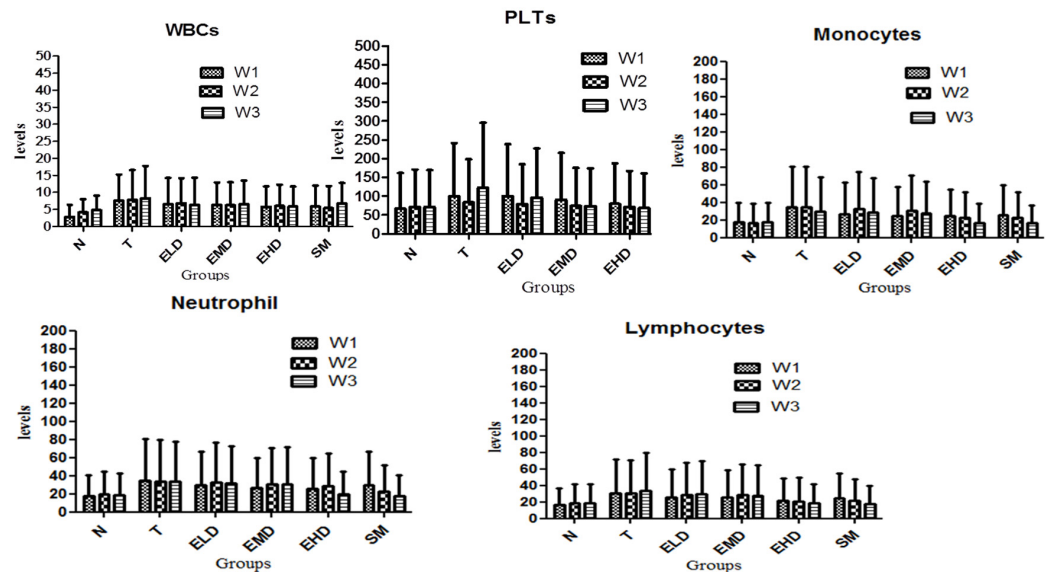 WBCs
50
45
40
35
30
25
20
15
10
5
0
levels
W1
W2
W3
N
T
ELD
EMD
EHD
SM
Groups
PLTs
500
450
400
350
300
250
200
150
100
50
0
levels
W1
W2
W3
N
T
ELD
EMD
EHD
Groups
Monocytes
200
180
160
140
120
100
80
60
40
20
0
levels
W1
W2
W3
N
T
ELD
EMD
EHD
SM
Groups
Neutrophil
200
180
160
140
120
100
80
60
40
20
0
levels
W1
W2
W3
N
T
ELD
EMD
EHD
SM
Groups
Lymphocytes
200
180
160
140
120
100
80
60
40
20
0
levels
W1
W2
W3
N
T
ELD
EMD
EHD
SM
Groups